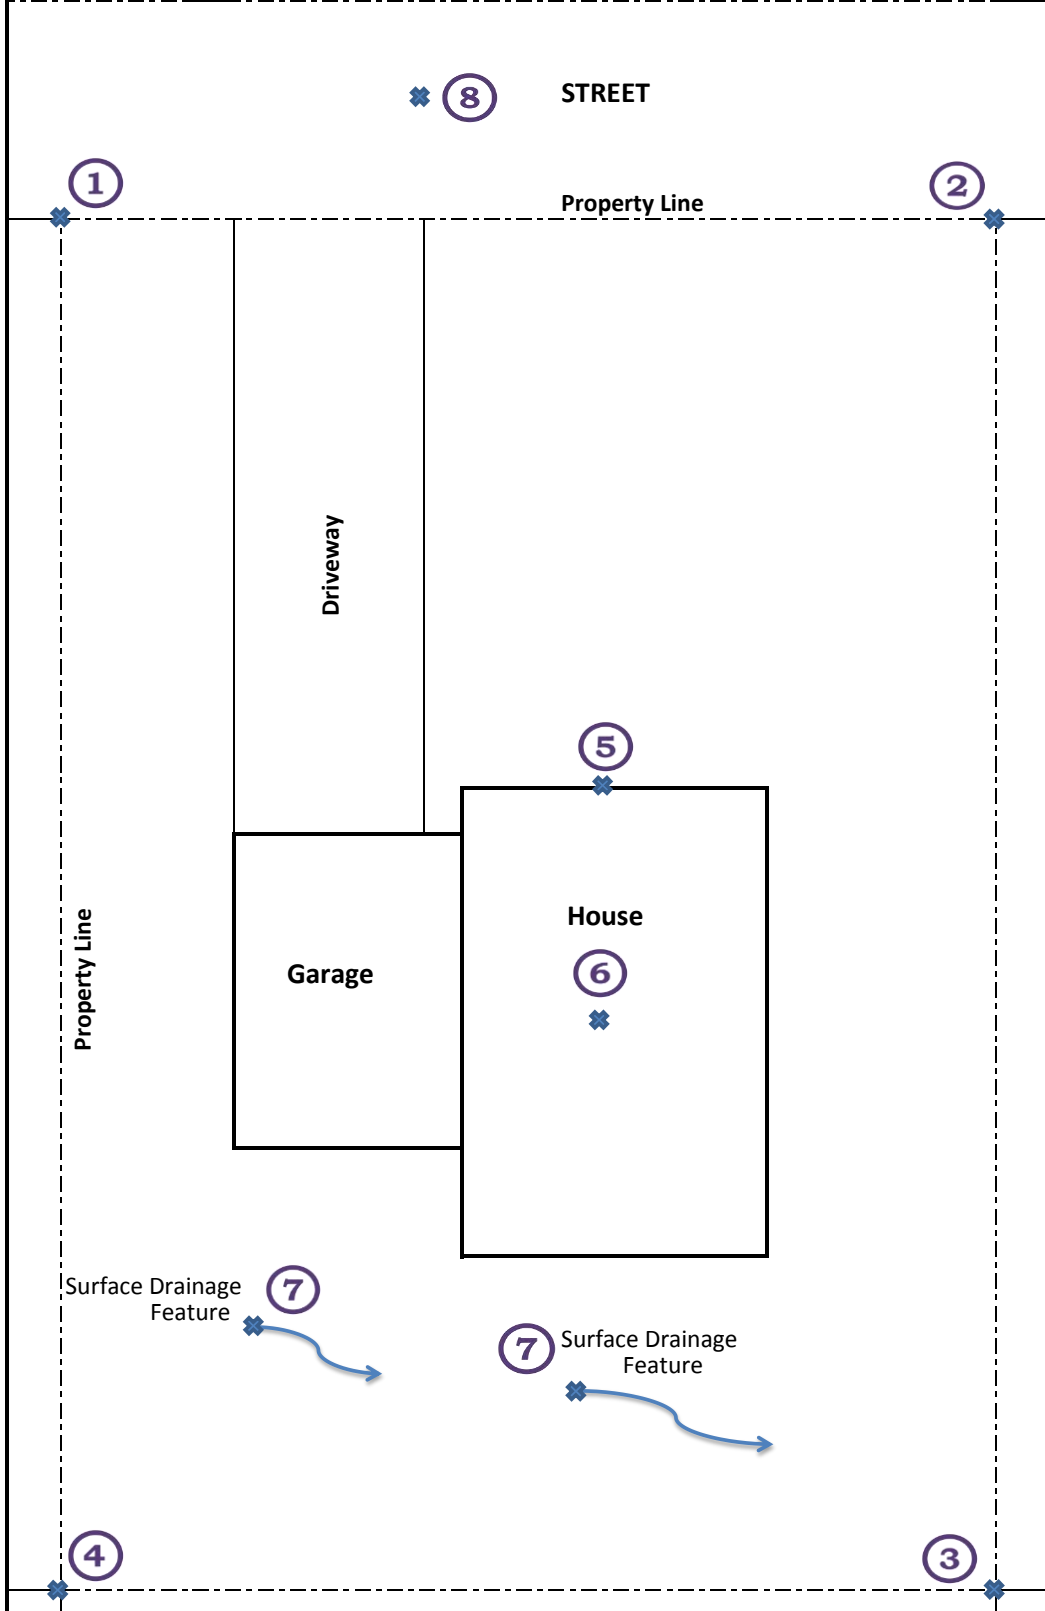 8 STREET
1
2
Property Line
Driveway
5
House
Property Line
Garage
6
Surface Drainage
Feature
7
7
Surface Drainage
Feature
4
3